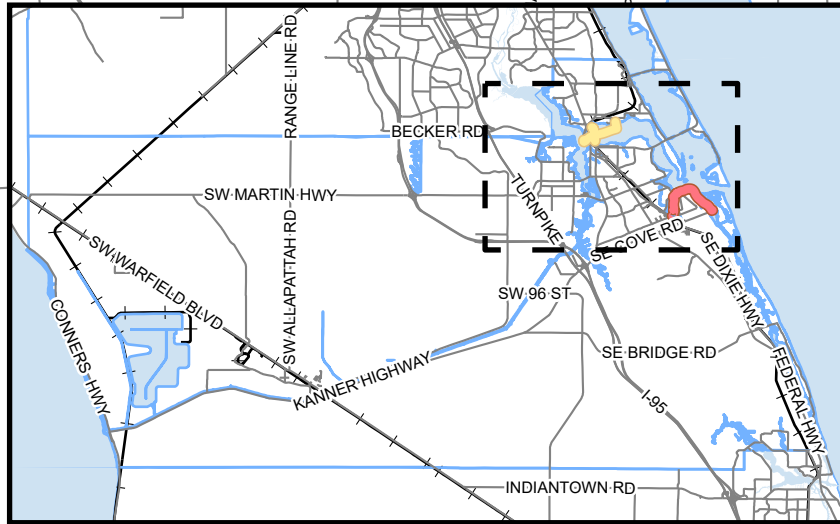 RANGE LINE RD
BECKER RD
SW MARTIN HWY
TURNPIKE
SE COVE RD
SW WARFIELD BLVD
SW ALLAPATTAH RD
SE DIXIE HWY
SW 96 ST
CONNERS HWY
SE BRIDGE RD
KANNER HIGHWAY
FEDERAL HWY
I-95
INDIANTOWN RD